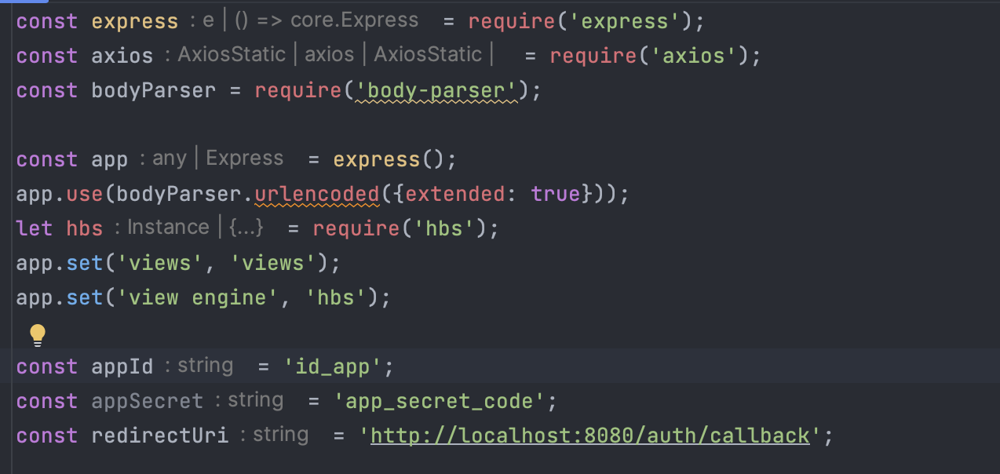 const express : e | () => core.Express = require('express');
const axios : AxiosStatic | axios | AxiosStatic | = require('axios');
const bodyParser = require('body-parser');
const app : any | Express = express();
app.use(bodyParser.urlencoded({extended: true}));
let hbs : Instance | {...} = require('hbs');
app.set('views', 'views');
app.set('view engine', 'hbs');
const appId : string = 'id_app';
const appSecret : string = 'app_secret_code';
const redirectUri : string = 'http://localhost:8080/auth/callback';